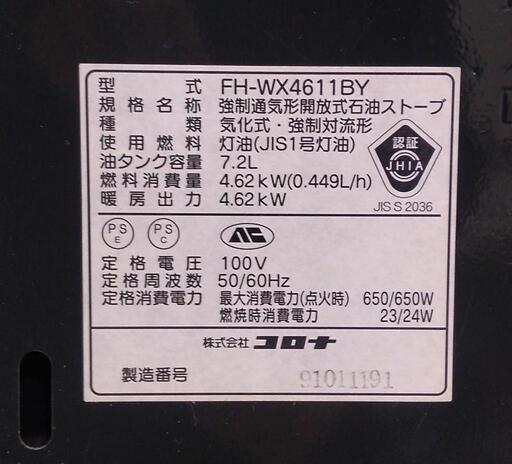 型式 FH-WX4611BY
規格名称 強制通気形開放式石油ストーブ
種類 気化式・強制対流形
使用燃料 灯油(JIS1号灯油)
油タンク容量 7.2L
燃料消費量 4.62kW(0.449L/h)
暖房出力 4.62kW
認証
JHIA
JIS S 2036
PS E
PS C
定格電圧 100V
定格周波数 50/60Hz
定格消費電力 最大消費電力(点火時) 650/650W
燃焼時消費電力 23/24W
株式会社 コロナ
製造番号 91011191